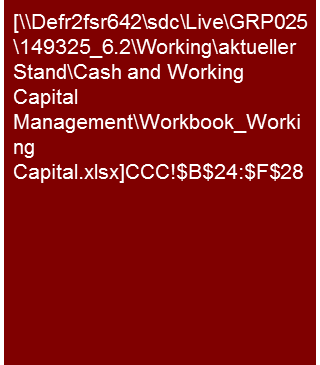 [\\Defr2fsr642\sdc\Live\GRP025
\149325_6.2\Working\aktueller
Stand\Cash and Working
Capital
Management\Workbook_Worki
ng
Capital.xlsx]CCC!$B$24:$F$28